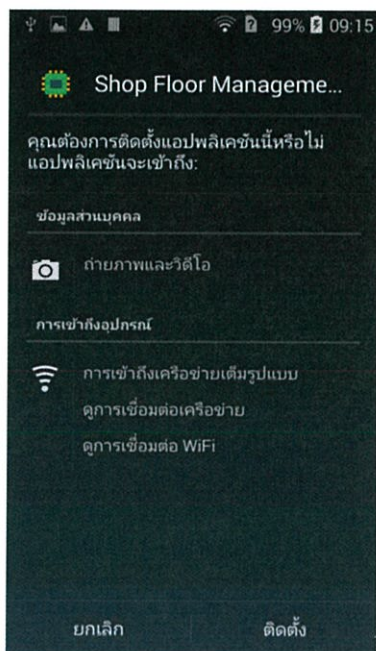 99% 09:15
Shop Floor Manageme...
คุณต้องการติดตั้งแอปพลิเคชันนี้หรือไม่
แอปพลิเคชันจะเข้าถึง:
ข้อมูลส่วนบุคคล
ถ่ายภาพและวิดีโอ
การเข้าถึงอุปกรณ์
การเข้าถึงเครือข่ายเต็มรูปแบบ
ดูการเชื่อมต่อเครือข่าย
ดูการเชื่อมต่อ WiFi
ยกเลิก ติดตั้ง